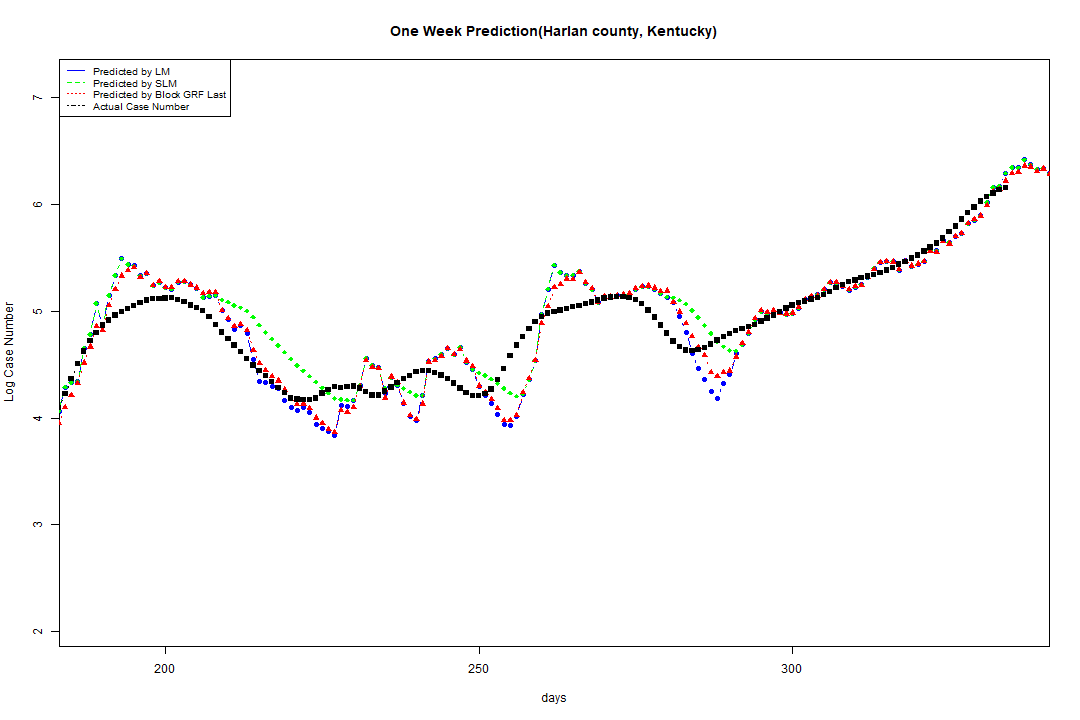 One Week Prediction(Harlan county, Kentucky)
Predicted by LM
Predicted by SLM
Predicted by Block GRF Last
Actual Case Number
7
6
5
4
3
2
Log Case Number
200
250
300
days